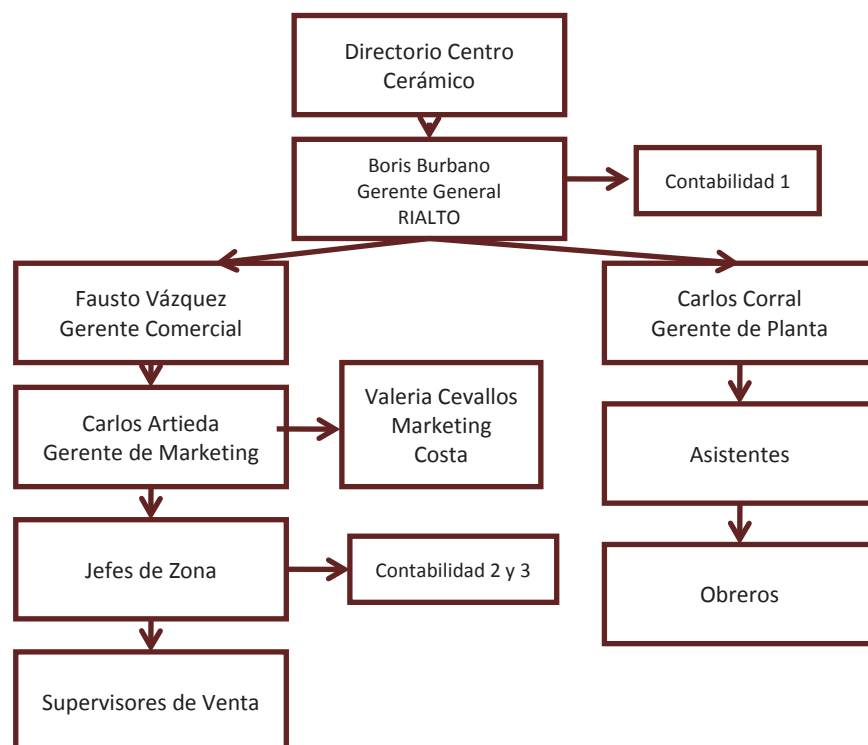 Directorio Centro
Cerámico
Boris Burbano
Gerente General
RIALTO
Contabilidad 1
Fausto Vázquez
Gerente Comercial
Carlos Corral
Gerente de Planta
Carlos Artieda
Gerente de Marketing
Valeria Cevallos
Marketing
Costa
Asistentes
Jefes de Zona
Contabilidad 2 y 3
Obreros
Supervisores de Venta